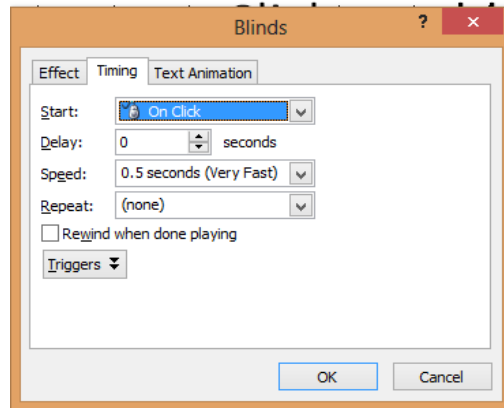 Blinds ? ×
Effect Timing Text Animation
Start: On Click
Delay: 0 seconds
Speed: 0.5 seconds (Very Fast)
Repeat: (none)
Rewind when done playing
Triggers
OK Cancel